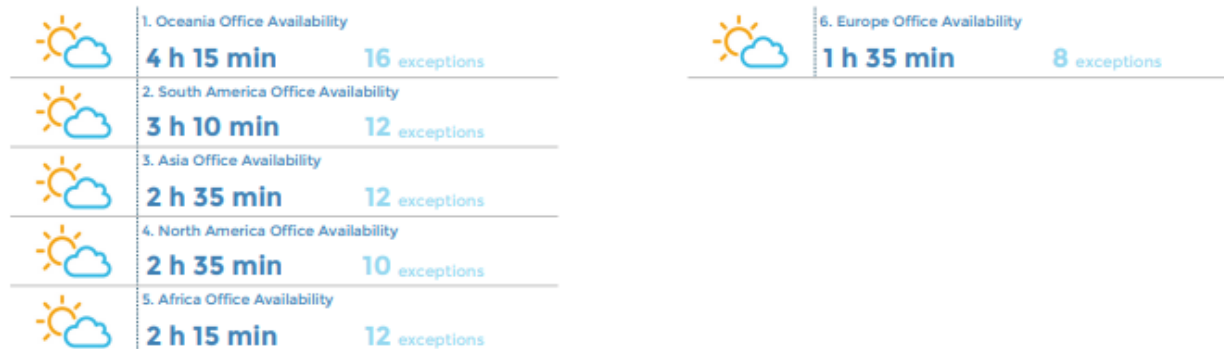 1. Oceania Office Availability
4 h 15 min 16 exceptions
2. South America Office Availability
3 h 10 min 12 exceptions
3. Asia Office Availability
2 h 35 min 12 exceptions
4. North America Office Availability
2 h 35 min 10 exceptions
5. Africa Office Availability
2 h 15 min 12 exceptions
6. Europe Office Availability
1 h 35 min 8 exceptions